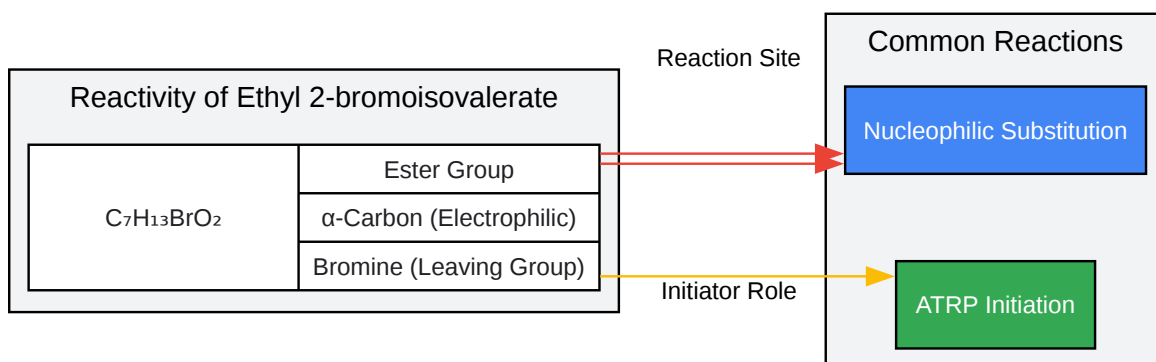 Reactivity of Ethyl 2-bromoisovalerate
C₇H₁₃BrO₂
Ester Group
α-Carbon (Electrophilic)
Bromine (Leaving Group)
Reaction Site
Initiator Role
Common Reactions
Nucleophilic Substitution
ATRP Initiation